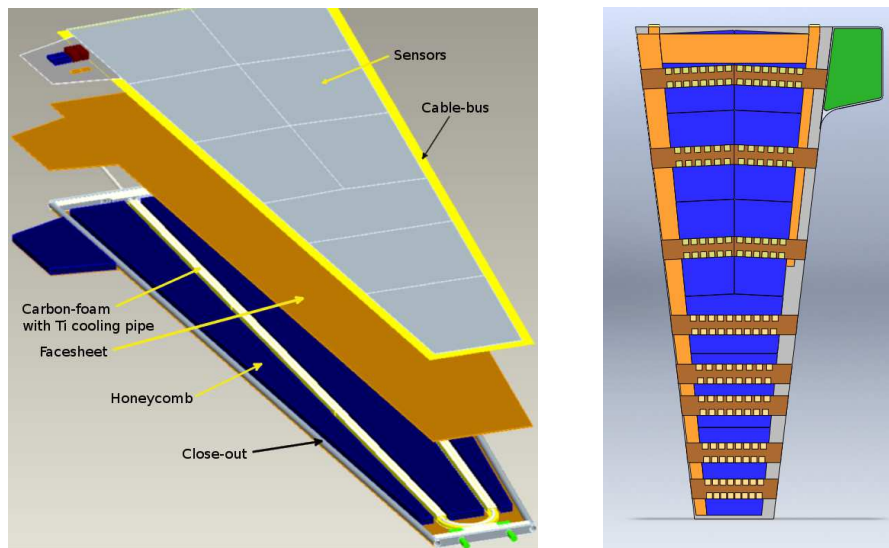 Sensors
Cable-bus
Carbon-foam
with Ti cooling pipe
Facesheet
Honeycomb
Close-out